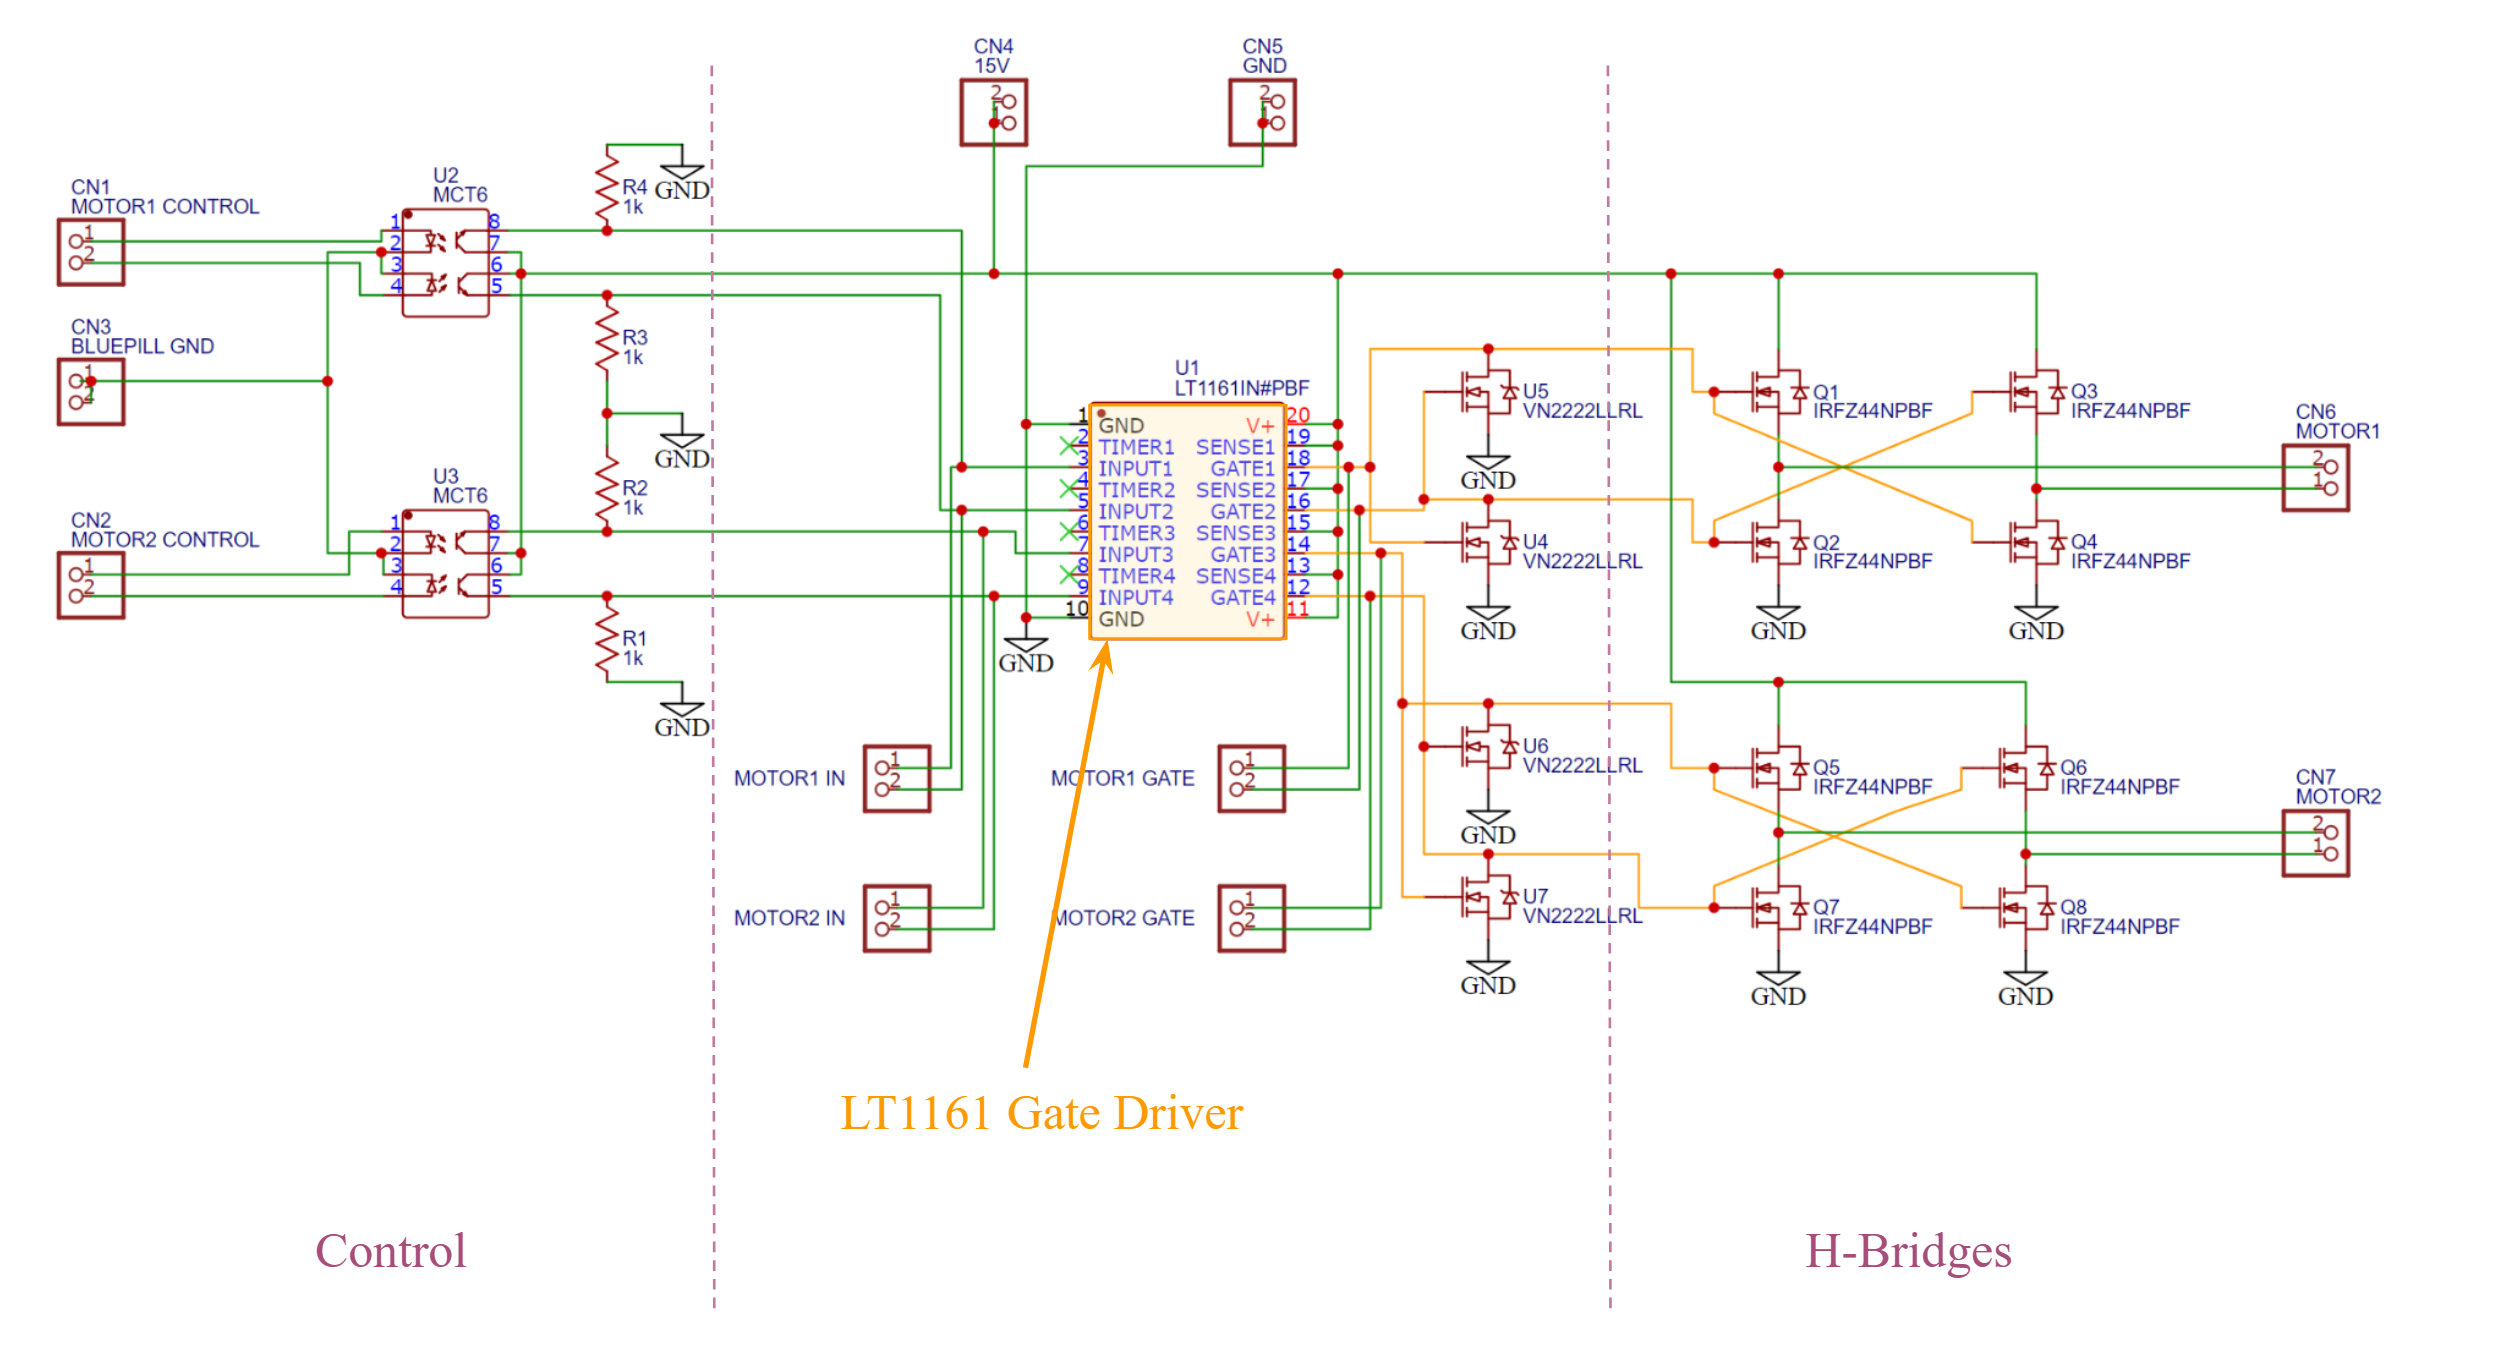 CN4
15V
CN5
GND
CN1
MOTOR1 CONTROL
1
2
U2
MCT6
1
2
3
4
8
7
6
5
R4
1k
GND
CN3
BLUEPILL GND
1
2
R3
1k
GND
R2
1k
CN2
MOTOR2 CONTROL
1
2
U3
MCT6
1
2
3
4
8
7
6
5
R1
1k
GND
2
1
2
1
U1
LT1161IN#PBF
1 GND V+ 20
2 TIMER1 SENSE1 19
3 INPUT1 GATE1 18
4 TIMER2 SENSE2 17
5 INPUT2 GATE2 16
6 TIMER3 SENSE3 15
7 INPUT3 GATE3 14
8 TIMER4 SENSE4 13
9 INPUT4 GATE4 12
10 GND V+ 11
GND
MOTOR1 IN
1
2
MOTOR1 GATE
1
2
MOTOR2 IN
1
2
MOTOR2 GATE
1
2
U5
VN2222LLRL
GND
U4
VN2222LLRL
GND
U6
VN2222LLRL
GND
U7
VN2222LLRL
GND
Q1
IRFZ44NPBF
Q3
IRFZ44NPBF
Q2
IRFZ44NPBF
GND
Q4
IRFZ44NPBF
GND
CN6
MOTOR1
2
1
Q5
IRFZ44NPBF
Q6
IRFZ44NPBF
Q7
IRFZ44NPBF
GND
Q8
IRFZ44NPBF
GND
CN7
MOTOR2
2
1
LT1161 Gate Driver
Control
H-Bridges